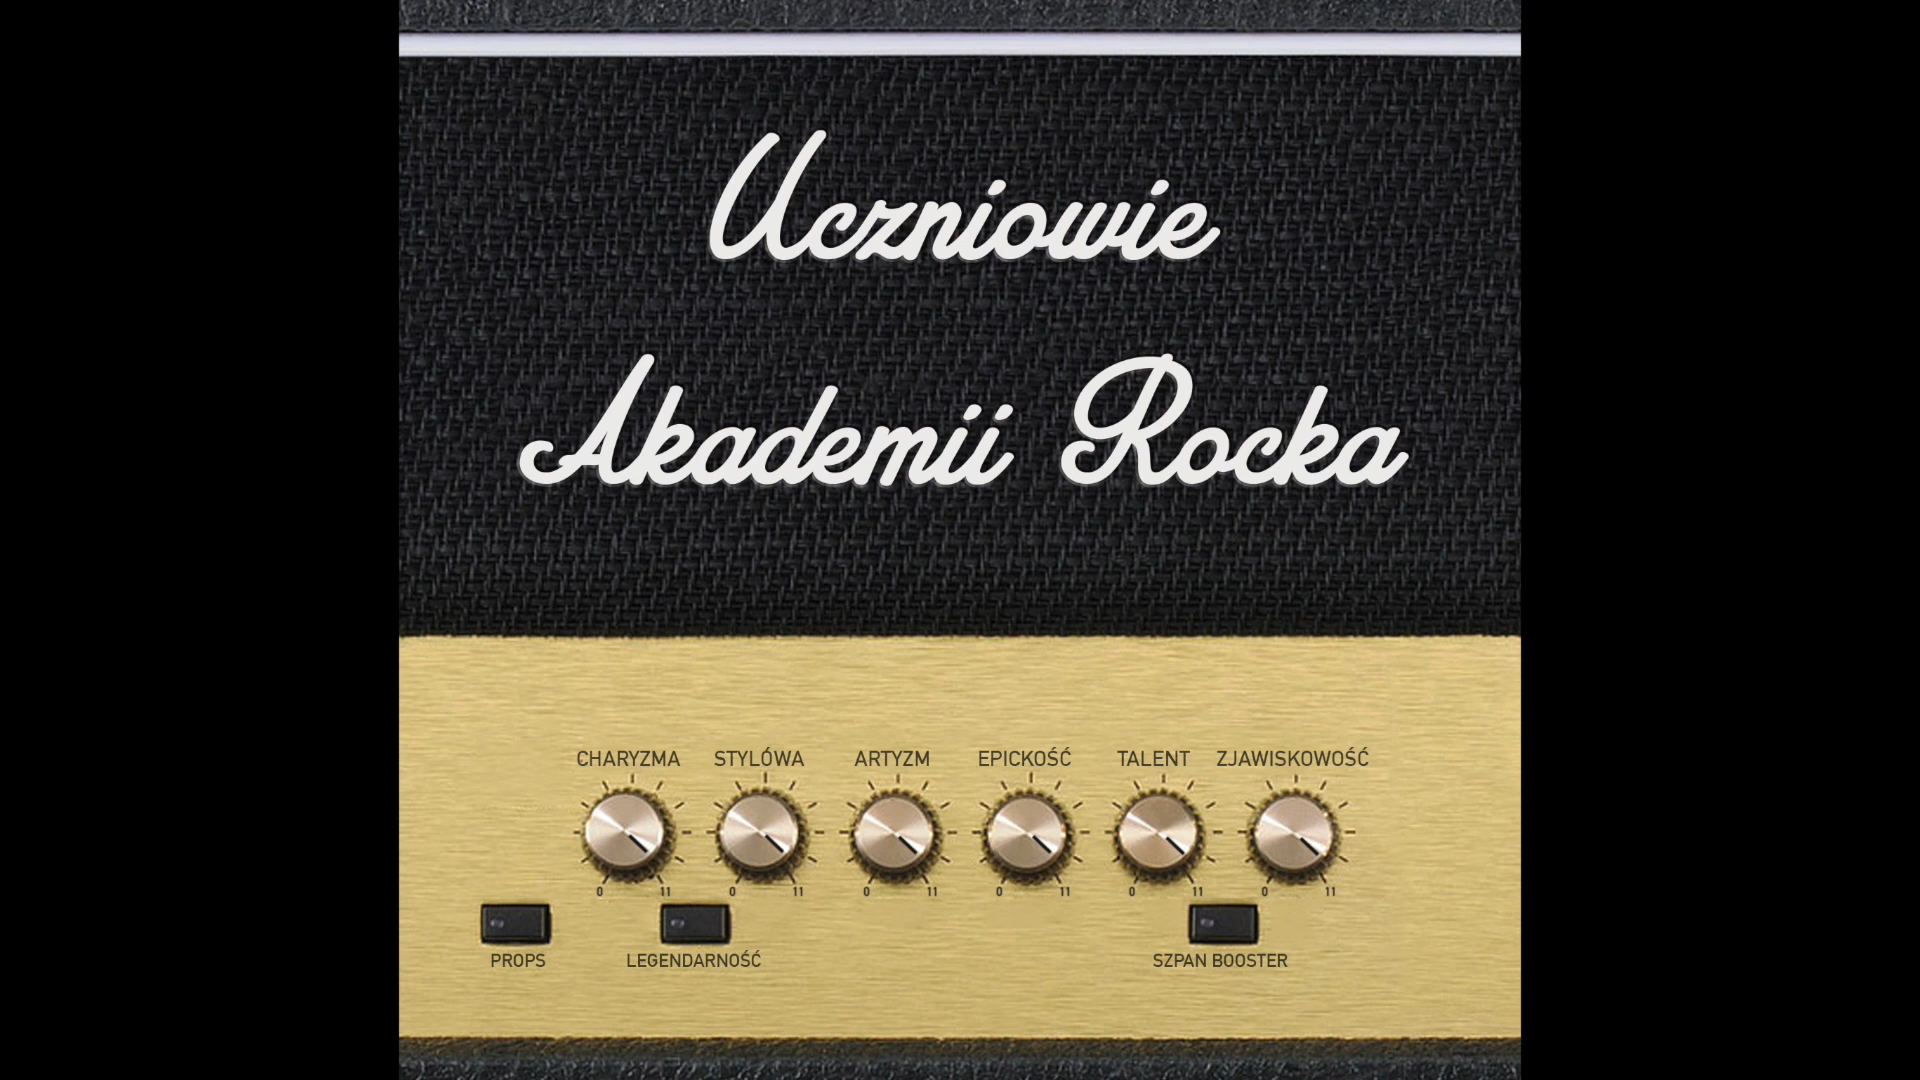 Uczniowie
Akademii Rocka
CHARYZMA STYLÓWA ARTYZM EPICKOŚĆ TALENT ZJAWISKOWOŚĆ
0 11 0 11 0 11 0 11 0 11 0 11
PROPS LEGENDARNOŚĆ SZPAN BOOSTER